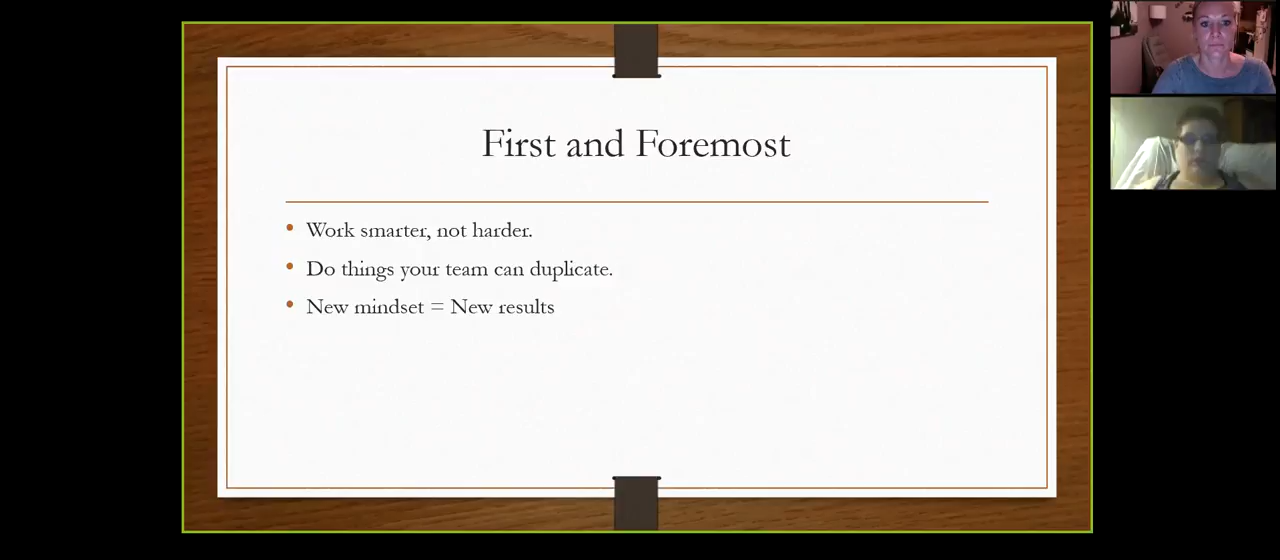 First and Foremost
Work smarter, not harder.
Do things your team can duplicate.
New mindset = New results